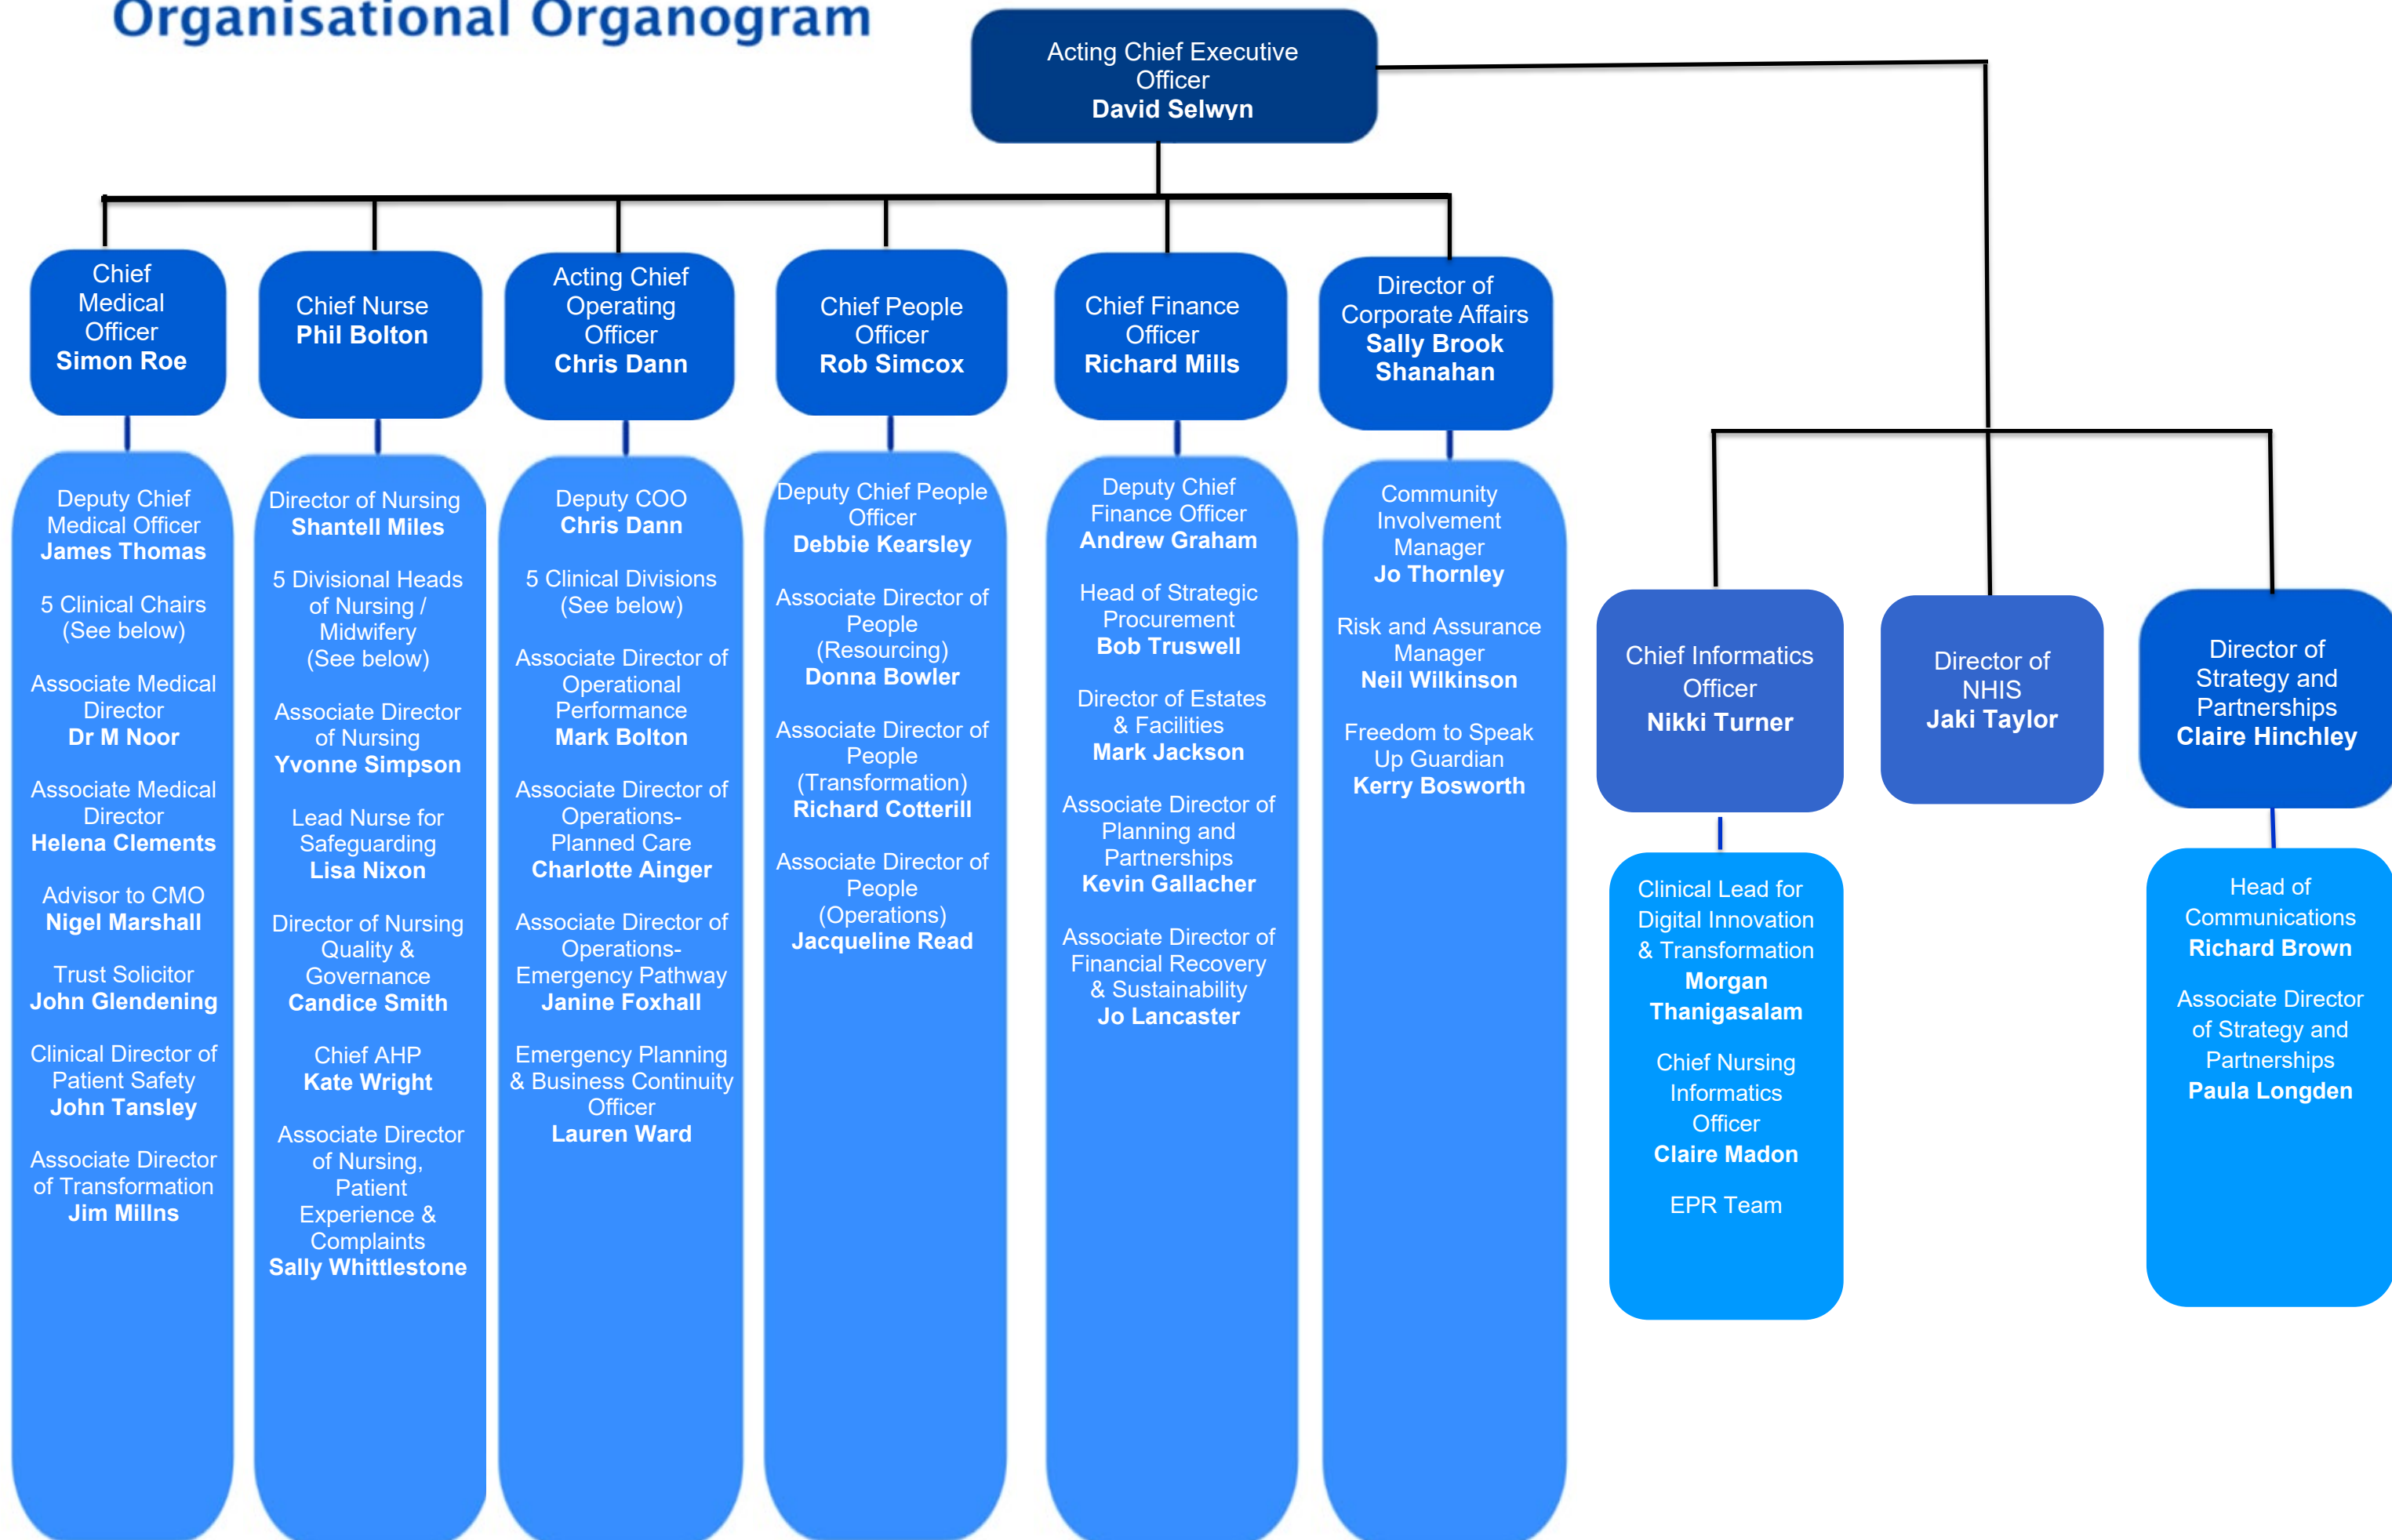 Organisational Organogram
Acting Chief Executive
Officer
David Selwyn
Chief
Medical
Officer
Simon Roe
Chief Nurse
Phil Bolton
Acting Chief
Operating
Officer
Chris Dann
Chief People
Officer
Rob Simcox
Chief Finance
Officer
Richard Mills
Director of
Corporate Affairs
Sally Brook
Shanahan
Deputy Chief
Medical Officer
James Thomas
5 Clinical Chairs
(See below)
Associate Medical
Director
Dr M Noor
Associate Medical
Director
Helena Clements
Advisor to CMO
Nigel Marshall
Trust Solicitor
John Glendening
Clinical Director of
Patient Safety
John Tansley
Associate Director
of Transformation
Jim Millns
Director of Nursing
Shantell Miles
5 Divisional Heads
of Nursing /
Midwifery
(See below)
Associate Director
of Nursing
Yvonne Simpson
Lead Nurse for
Safeguarding
Lisa Nixon
Director of Nursing
Quality &
Governance
Candice Smith
Chief AHP
Kate Wright
Associate Director
of Nursing,
Patient
Experience &
Complaints
Sally Whittlestone
Deputy COO
Chris Dann
5 Clinical Divisions
(See below)
Associate Director of
Operational
Performance
Mark Bolton
Associate Director of
Operations-
Planned Care
Charlotte Ainger
Associate Director of
Operations-
Emergency Pathway
Janine Foxhall
Emergency Planning
& Business Continuity
Officer
Lauren Ward
Deputy Chief People
Officer
Debbie Kearsley
Associate Director of
People
(Resourcing)
Donna Bowler
Associate Director of
People
(Transformation)
Richard Cotterill
Associate Director of
People
(Operations)
Jacqueline Read
Deputy Chief
Finance Officer
Andrew Graham
Head of Strategic
Procurement
Bob Truswell
Director of Estates
& Facilities
Mark Jackson
Associate Director of
Planning and
Partnerships
Kevin Gallacher
Associate Director of
Financial Recovery
& Sustainability
Jo Lancaster
Community
Involvement
Manager
Jo Thornley
Risk and Assurance
Manager
Neil Wilkinson
Freedom to Speak
Up Guardian
Kerry Bosworth
Chief Informatics
Officer
Nikki Turner
Director of
NHIS
Jaki Taylor
Director of
Strategy and
Partnerships
Claire Hinchley
Clinical Lead for
Digital Innovation
& Transformation
Morgan
Thanigasalam
Chief Nursing
Informatics
Officer
Claire Madon
EPR Team
Head of
Communications
Richard Brown
Associate Director
of Strategy and
Partnerships
Paula Longden